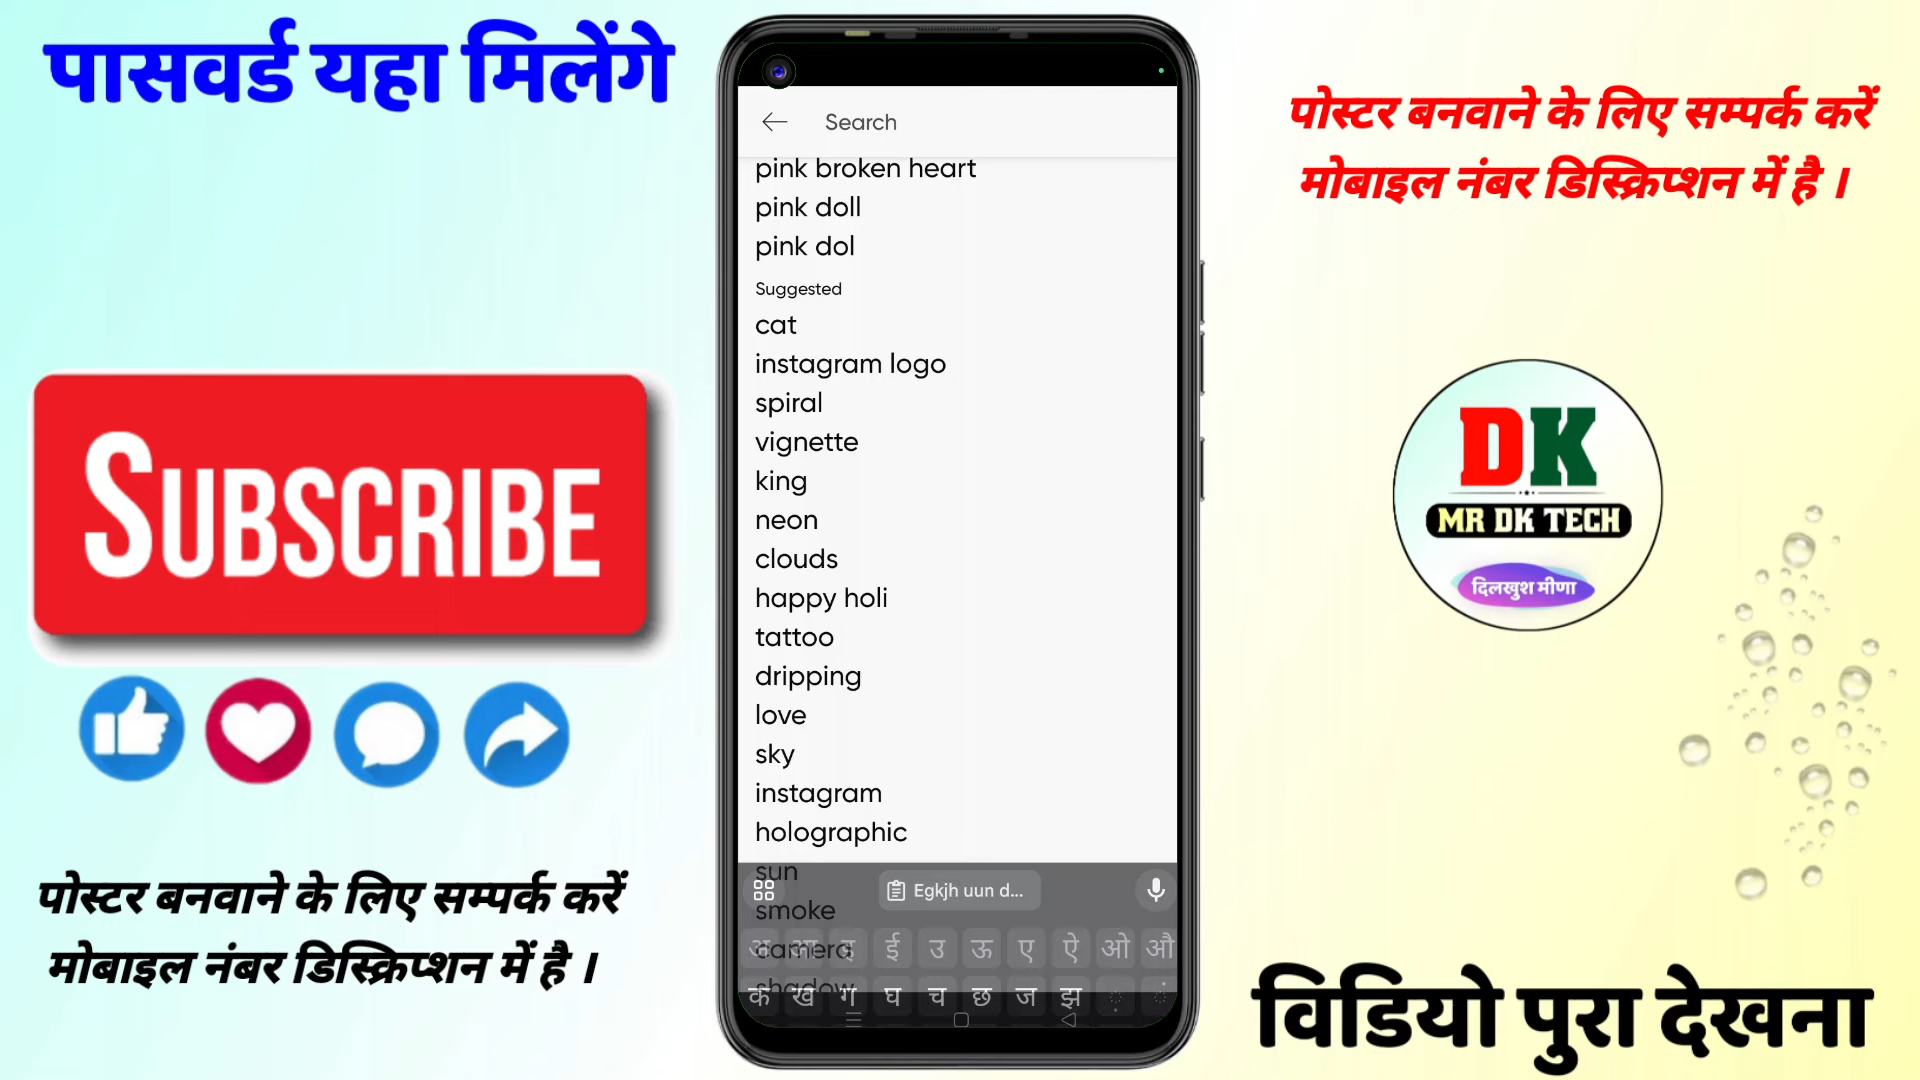 पासवर्ड यहा मिलेंगे
SUBSCRIBE
पोस्टर बनवाने के लिए सम्पर्क करें
मोबाइल नंबर डिस्क्रिप्शन में है ।
Search
pink broken heart
pink doll
pink dol
Suggested
cat
instagram logo
spiral
vignette
king
neon
clouds
happy holi
tattoo
dripping
love
sky
instagram
holographic
sun
Egkjh uun d...
smoke
camera
अ आ इ ई उ ऊ ए ऐ ओ औ
shadow
क ख ग घ च छ ज झ
पोस्टर बनवाने के लिए सम्पर्क करें
मोबाइल नंबर डिस्क्रिप्शन में है ।
DK
MR DK TECH
दिलखुश मीणा
विडियो पुरा देखना